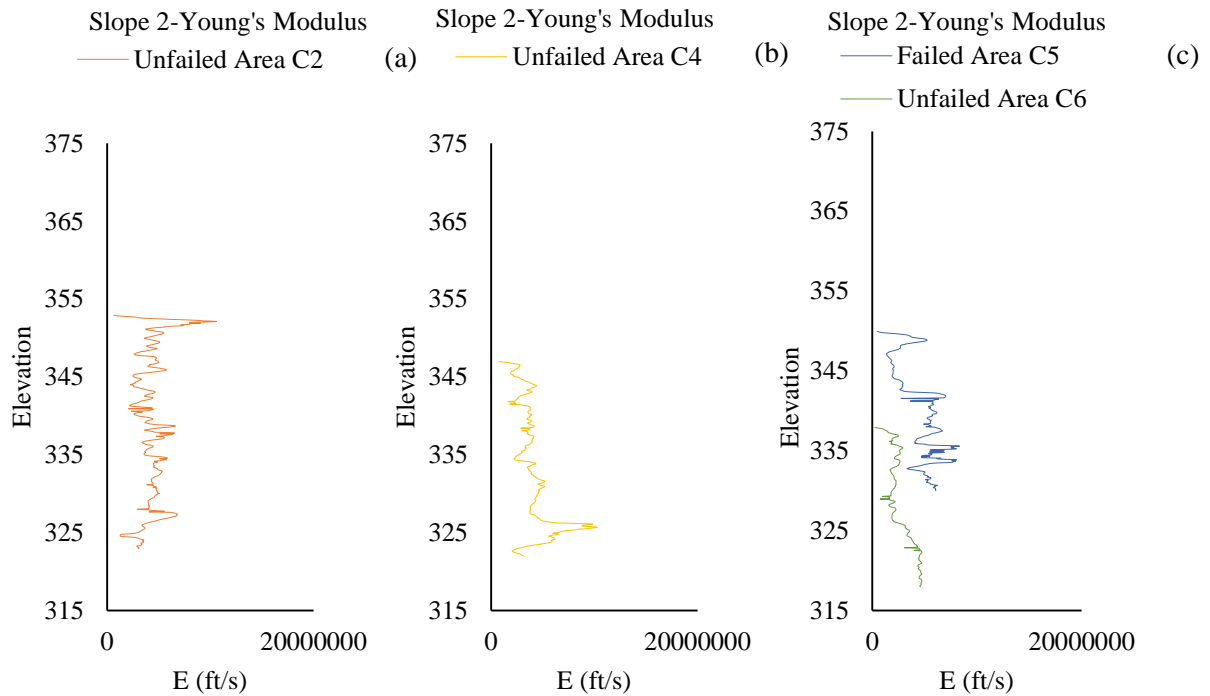 Slope 2-Young's Modulus
Unfailed Area C2
(a)
375
365
355
345
335
325
315
Elevation
0
20000000
E (ft/s)
Slope 2-Young's Modulus
Unfailed Area C4
(b)
375
365
355
345
335
325
315
Elevation
0
20000000
E (ft/s)
Slope 2-Young's Modulus
Failed Area C5
(c)
Unfailed Area C6
375
365
355
345
335
325
315
Elevation
0
20000000
E (ft/s)